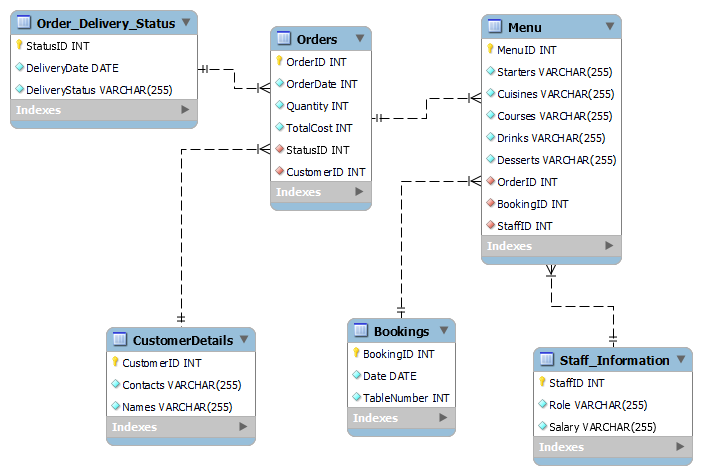 Order_Delivery_Status
StatusID INT
DeliveryDate DATE
DeliveryStatus VARCHAR(255)
Indexes
Orders
OrderID INT
OrderDate INT
Quantity INT
TotalCost INT
StatusID INT
CustomerID INT
Indexes
Menu
MenuID INT
Starters VARCHAR(255)
Cuisines VARCHAR(255)
Courses VARCHAR(255)
Drinks VARCHAR(255)
Desserts VARCHAR(255)
OrderID INT
BookingID INT
StaffID INT
Indexes
CustomerDetails
CustomerID INT
Contacts VARCHAR(255)
Names VARCHAR(255)
Indexes
Bookings
BookingID INT
Date DATE
TableNumber INT
Indexes
Staff_Information
StaffID INT
Role VARCHAR(255)
Salary VARCHAR(255)
Indexes